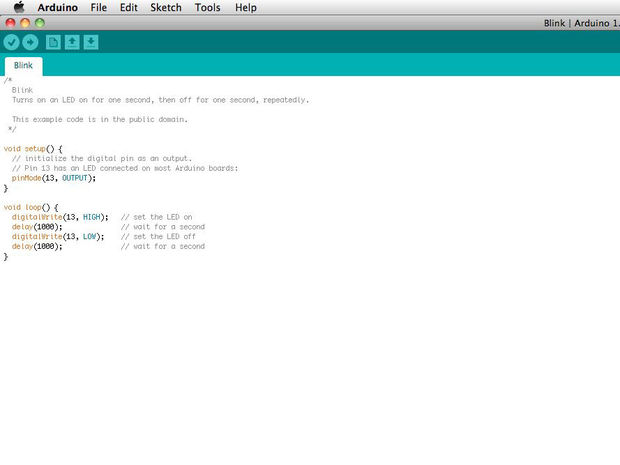 Arduino File Edit Sketch Tools Help
Blink | Arduino 1.
Blink
/*
  Blink
  Turns on an LED on for one second, then off for one second, repeatedly.

  This example code is in the public domain.
 */

void setup() {
  // initialize the digital pin as an output.
  // Pin 13 has an LED connected on most Arduino boards:
  pinMode(13, OUTPUT);
}

void loop() {
  digitalWrite(13, HIGH);   // set the LED on
  delay(1000);              // wait for a second
  digitalWrite(13, LOW);    // set the LED off
  delay(1000);              // wait for a second
}